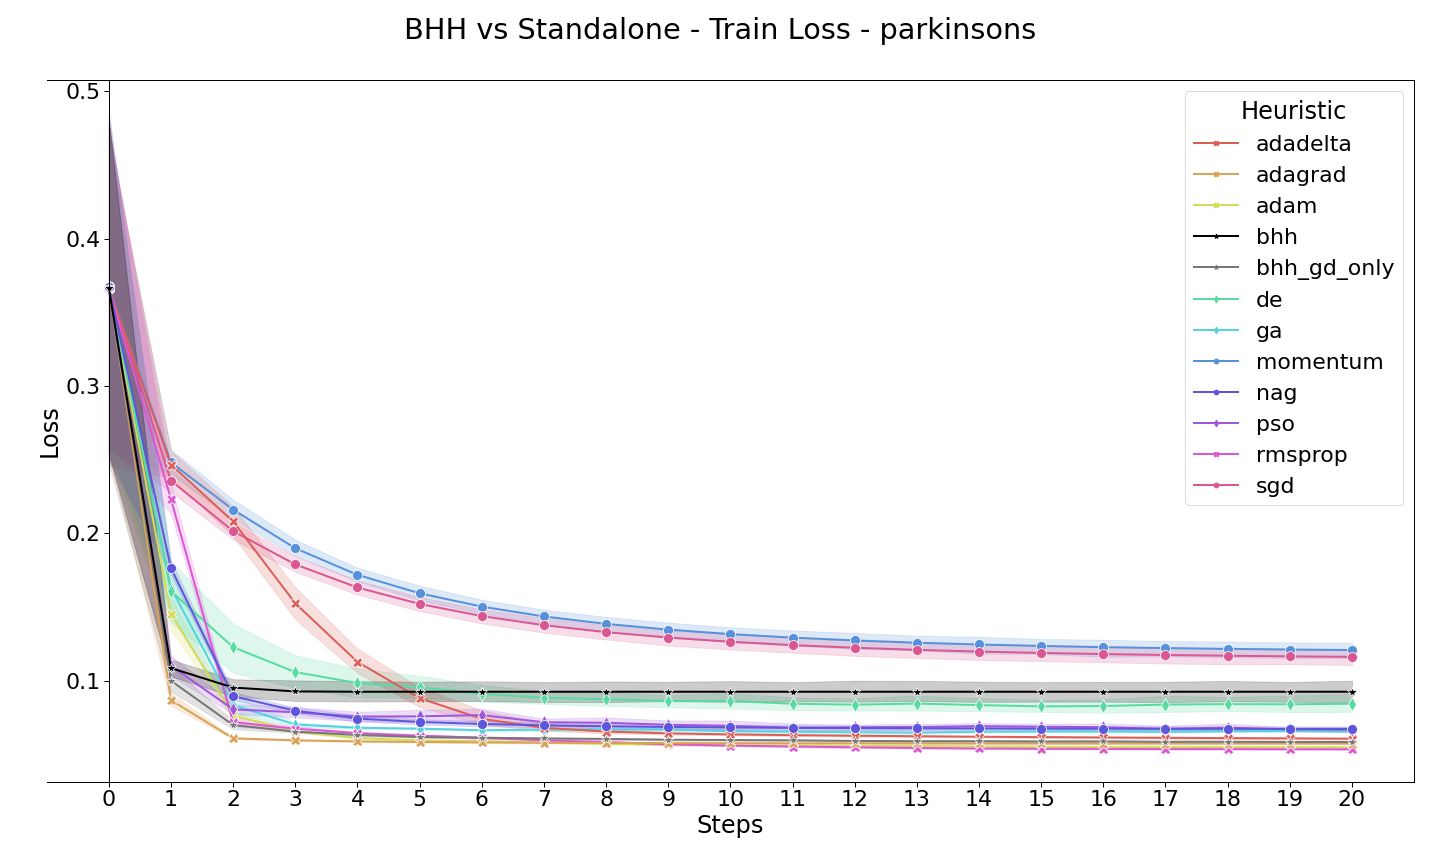 BHH vs Standalone - Train Loss - parkinsons
0.5
0.4
0.3
0.2
0.1
Loss
Heuristic
adadelta
adagrad
adam
bhh
bhh_gd_only
de
ga
momentum
nag
pso
rmsprop
sgd
0 1 2 3 4 5 6 7 8 9 10 11 12 13 14 15 16 17 18 19 20
Steps